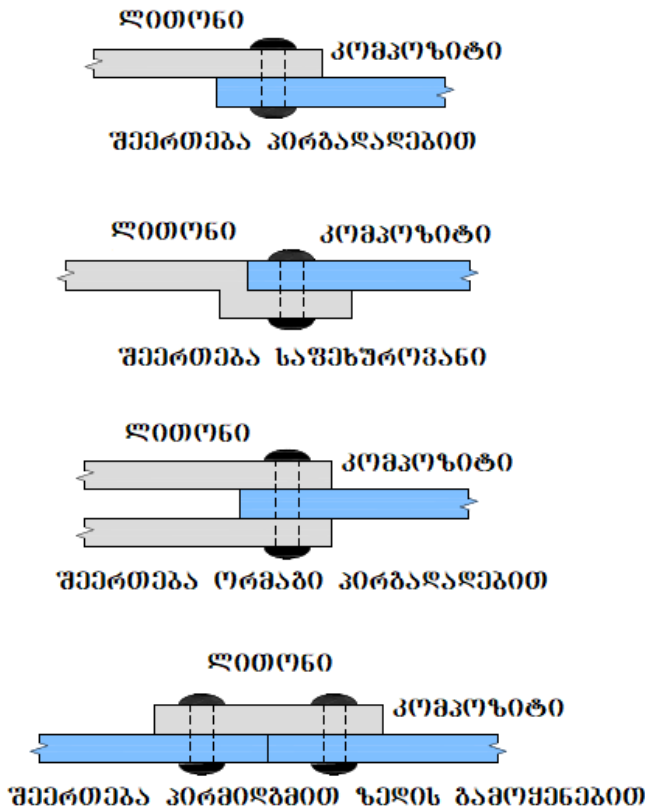 ლითონი
კომპოზიტი
შეერთება პირგადადებით
ლითონი
კომპოზიტი
შეერთება საფეხუროვანი
ლითონი
კომპოზიტი
შეერთება ორმაგი პირგადადებით
ლითონი
კომპოზიტი
შეერთება პირმიდგმით ზედის გამოყენებით